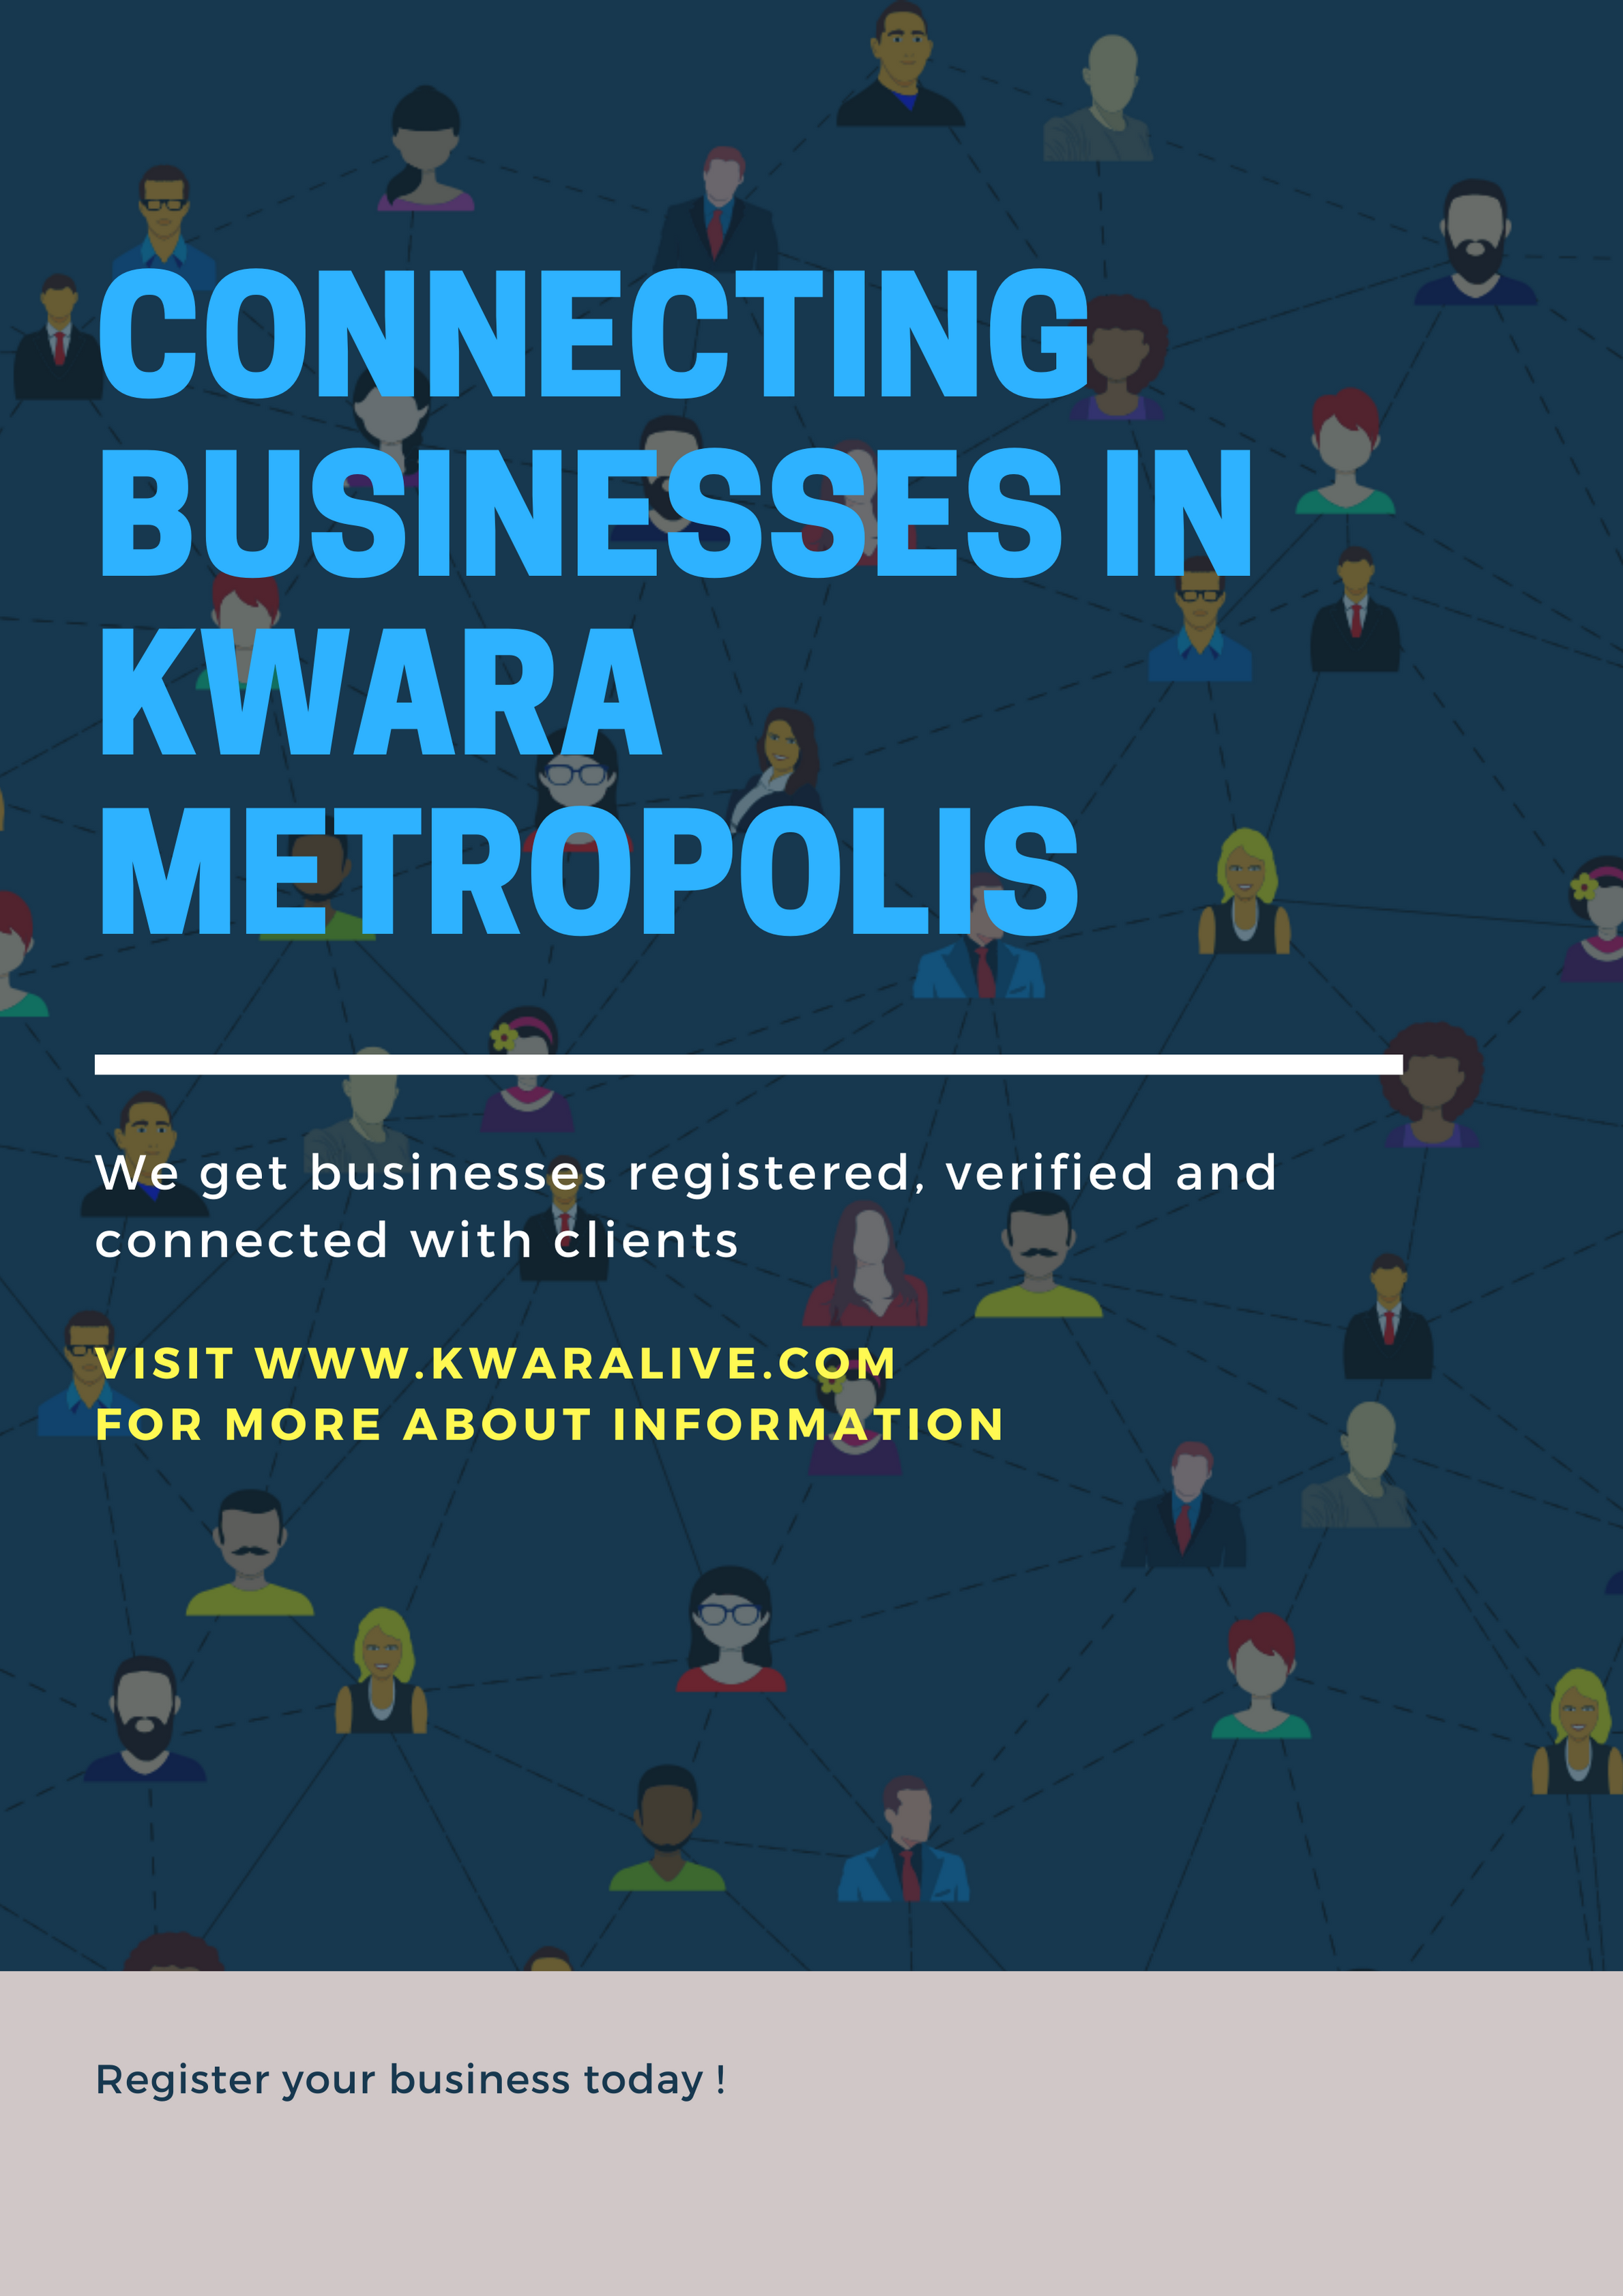 CONNECTING
BUSINESSES IN
KWARA
METROPOLIS
We get businesses registered, verified and
connected with clients
VISIT WWW.KWARALIVE.COM
FOR MORE ABOUT INFORMATION
Register your business today !